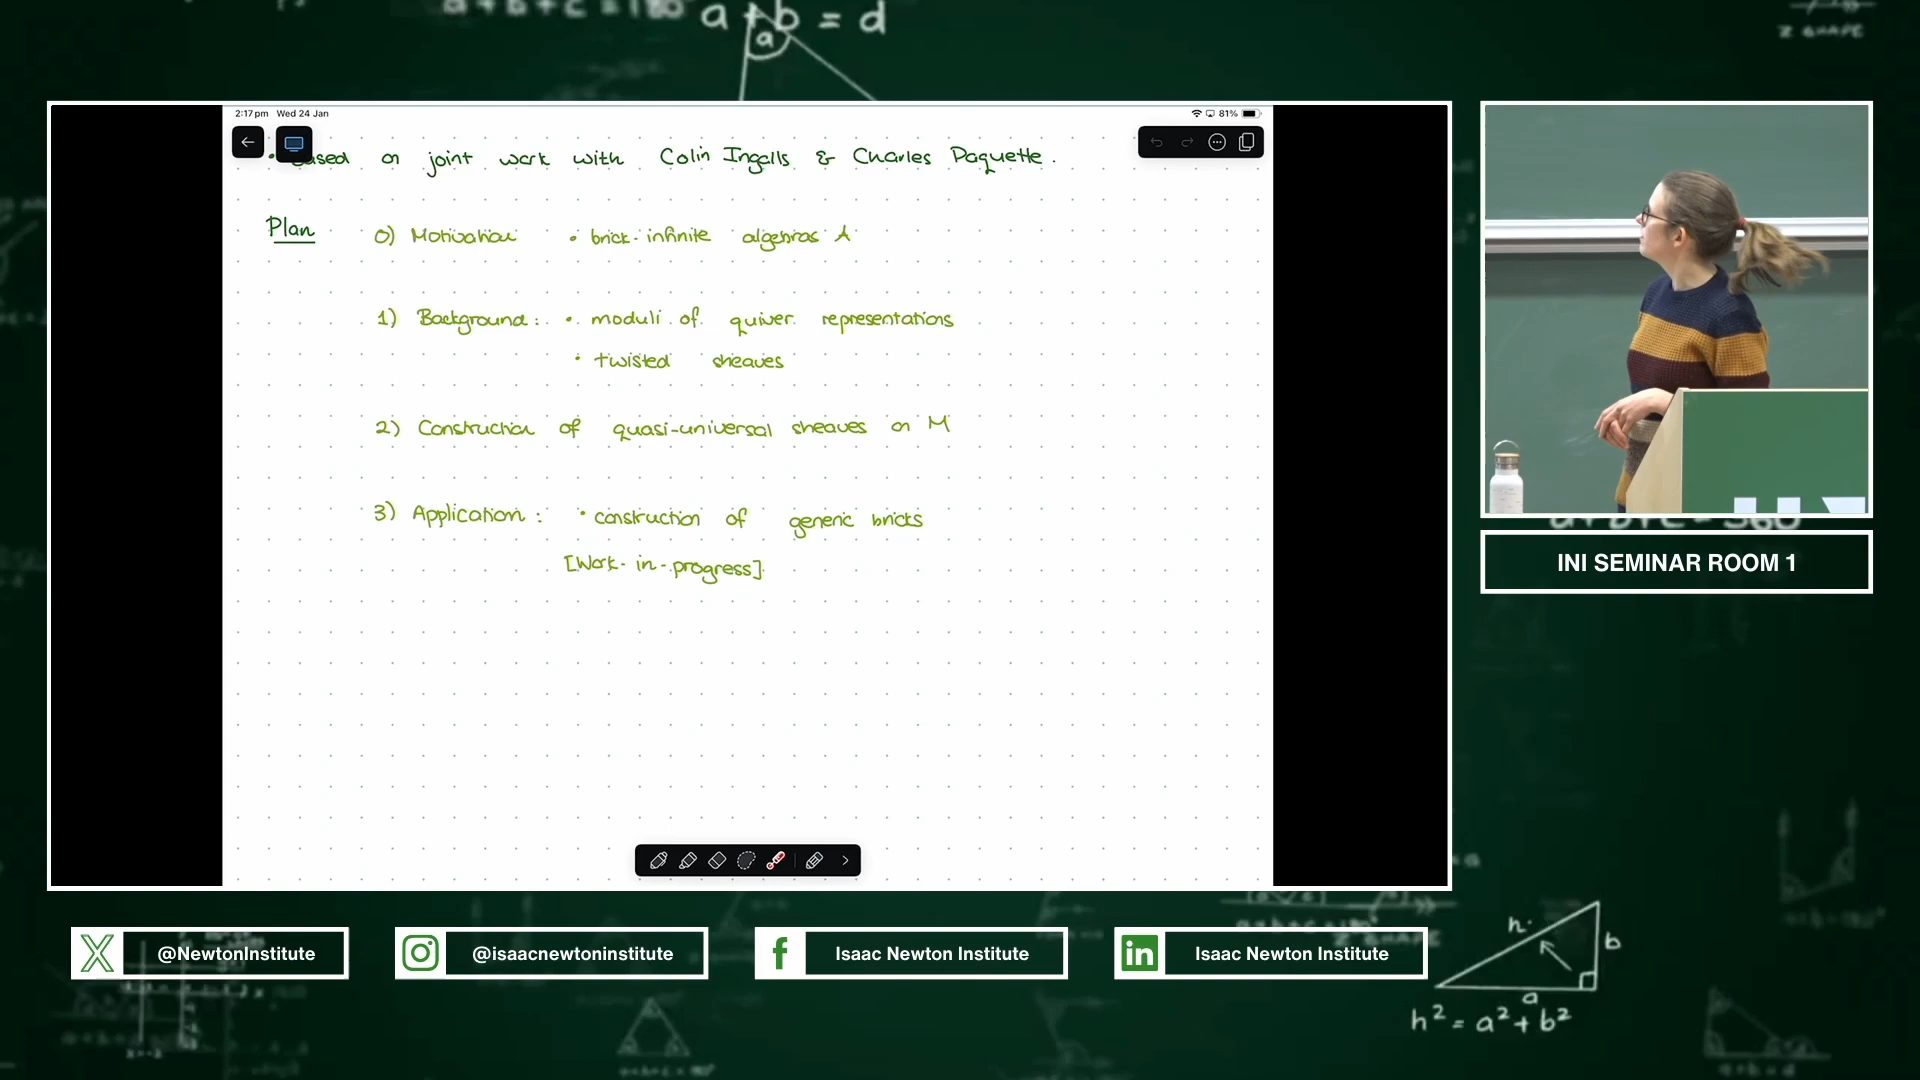 a+b+c=180°
a+b = d
a
Z SHAPE
2:17pm Wed 24 Jan
81%
on joint work with Colin Ingalls & Charles Paquette.
Plan
0) Motivation • brick-infinite algebras A
1) Background: • moduli of quiver representations
• twisted sheaves
2) Construction of quasi-universal sheaves on M
3) Application: • construction of generic bricks
[Work-in-progress]
INI SEMINAR ROOM 1
@NewtonInstitute
@isaacnewtoninstitute
Isaac Newton Institute
Isaac Newton Institute
h
b
a
h² = a² + b²